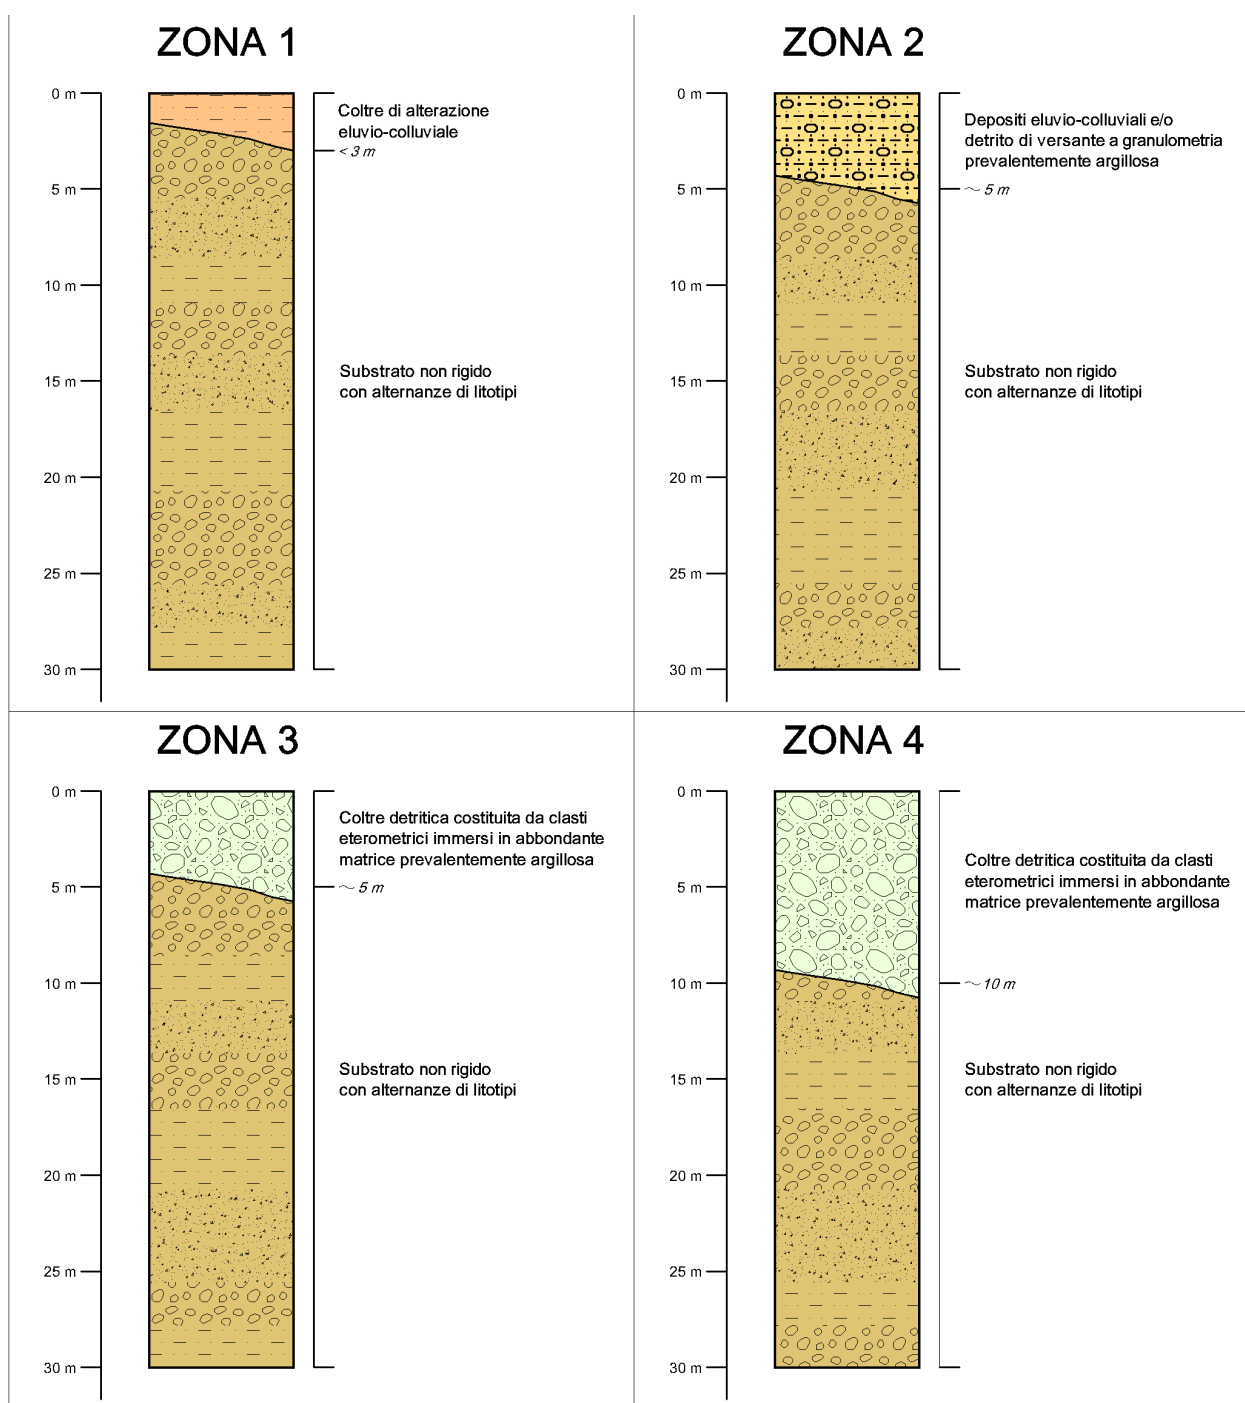 ZONA 1
0 m
5 m
10 m
15 m
20 m
25 m
30 m
Coltre di alterazione
eluvio-colluviale
< 3 m
Substrato non rigido
con alternanze di litotipi
ZONA 2
0 m
5 m
10 m
15 m
20 m
25 m
30 m
Depositi eluvio-colluviali e/o
detrito di versante a granulometria
prevalentemente argillosa
~ 5 m
Substrato non rigido
con alternanze di litotipi
ZONA 3
0 m
5 m
10 m
15 m
20 m
25 m
30 m
Coltre detritica costituita da clasti
eterometrici immersi in abbondante
matrice prevalentemente argillosa
~ 5 m
Substrato non rigido
con alternanze di litotipi
ZONA 4
0 m
5 m
10 m
15 m
20 m
25 m
30 m
Coltre detritica costituita da clasti
eterometrici immersi in abbondante
matrice prevalentemente argillosa
~ 10 m
Substrato non rigido
con alternanze di litotipi